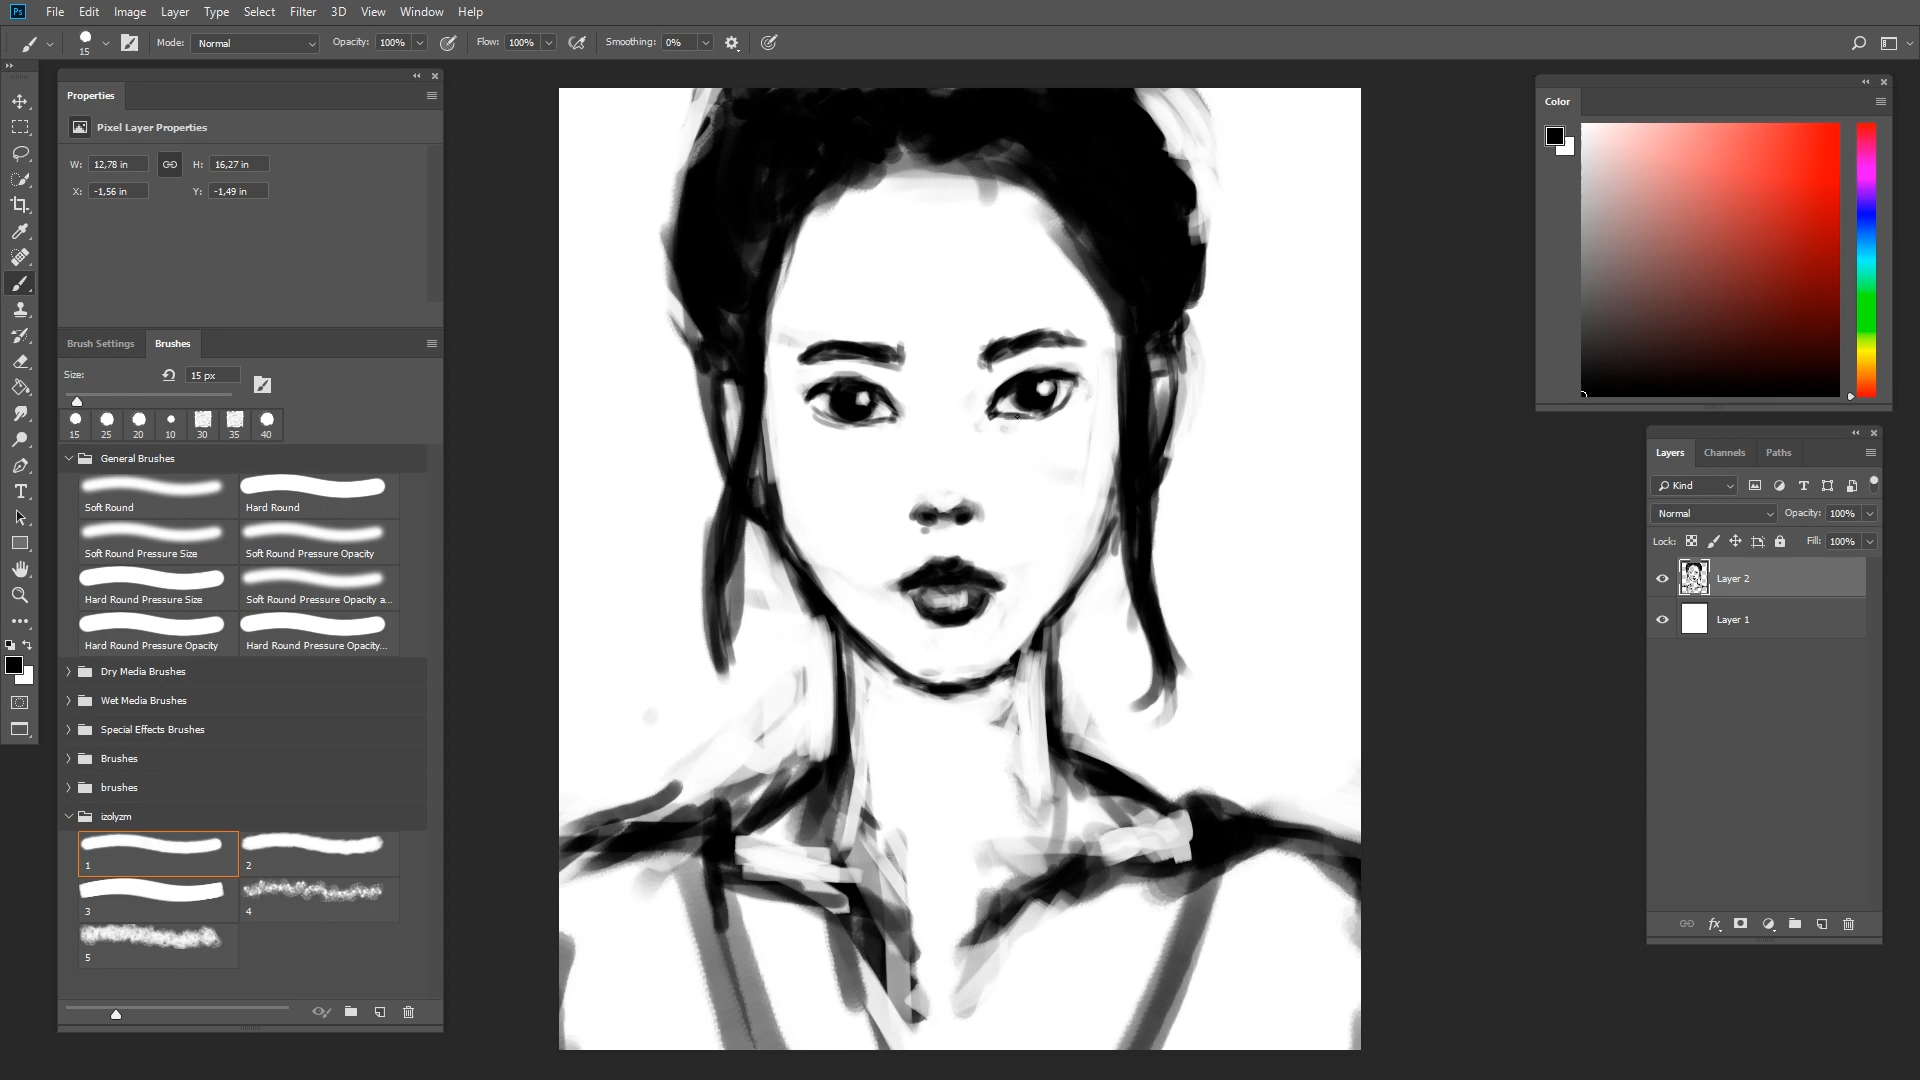 Ps File Edit Image Layer Type Select Filter 3D View Window Help
15 Mode: Normal Opacity: 100% Flow: 100% Smoothing: 0%
Properties
Pixel Layer Properties
W: 12,78 in H: 16,27 in
X: -1,56 in Y: -1,49 in
Brush Settings Brushes
Size: 15 px
15 25 20 10 30 35 40
General Brushes
Soft Round Hard Round
Soft Round Pressure Size Soft Round Pressure Opacity
Hard Round Pressure Size Soft Round Pressure Opacity a...
Hard Round Pressure Opacity Hard Round Pressure Opacity...
Dry Media Brushes
Wet Media Brushes
Special Effects Brushes
Brushes
brushes
izolyzm
1 2
3 4
5
Color
Layers Channels Paths
Kind
Normal Opacity: 100%
Lock: Fill: 100%
Layer 2
Layer 1
fx